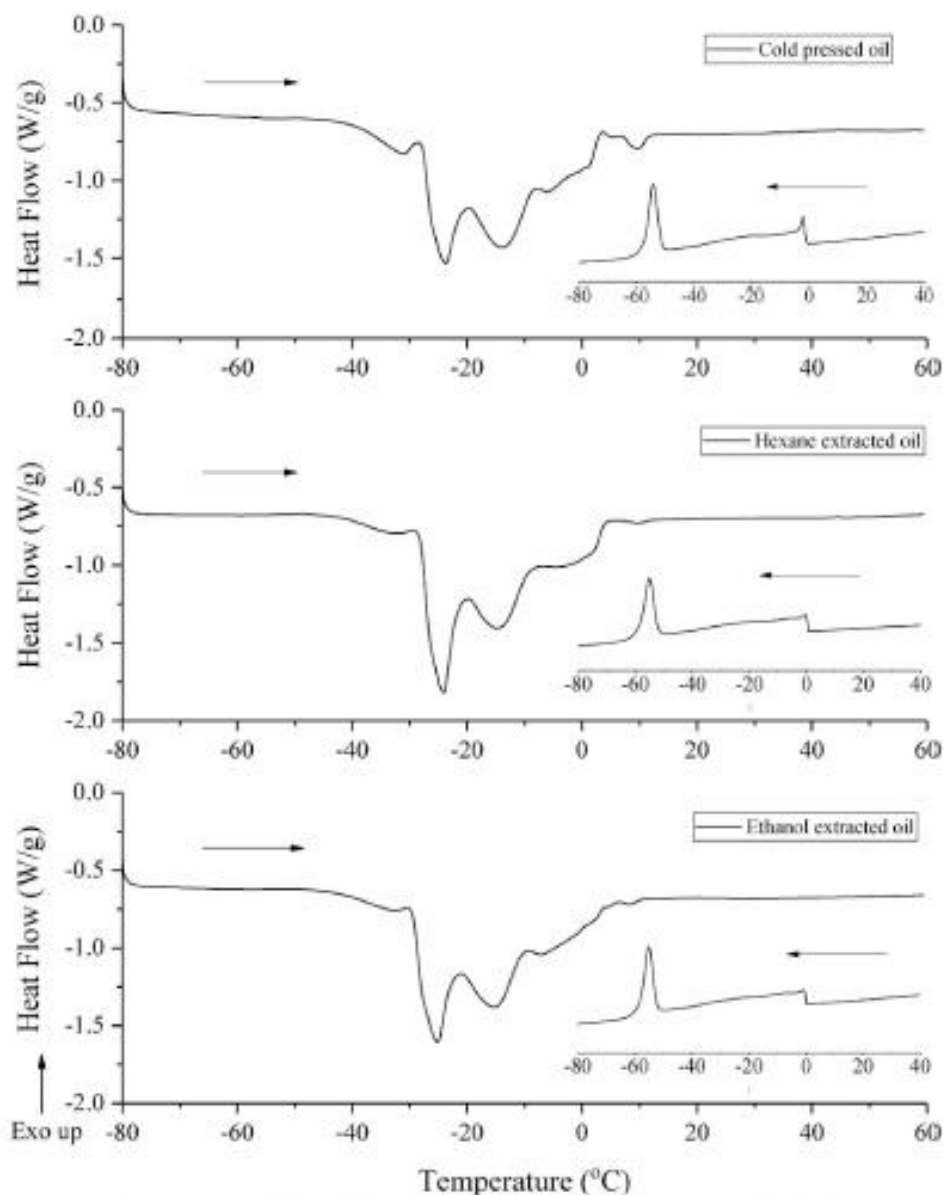 0.0
Cold pressed oil
-0.5
-1.0
-1.5
-2.0
Heat Flow (W/g)
-80 -60 -40 -20 0 20 40
-80 -60 -40 -20 0 20 40 60
0.0
Hexane extracted oil
-0.5
-1.0
-1.5
-2.0
Heat Flow (W/g)
-80 -60 -40 -20 0 20 40
-80 -60 -40 -20 0 20 40 60
0.0
Ethanol extracted oil
-0.5
-1.0
-1.5
-2.0
Heat Flow (W/g)
-80 -60 -40 -20 0 20 40
Exo up
-80 -60 -40 -20 0 20 40 60
Temperature (°C)